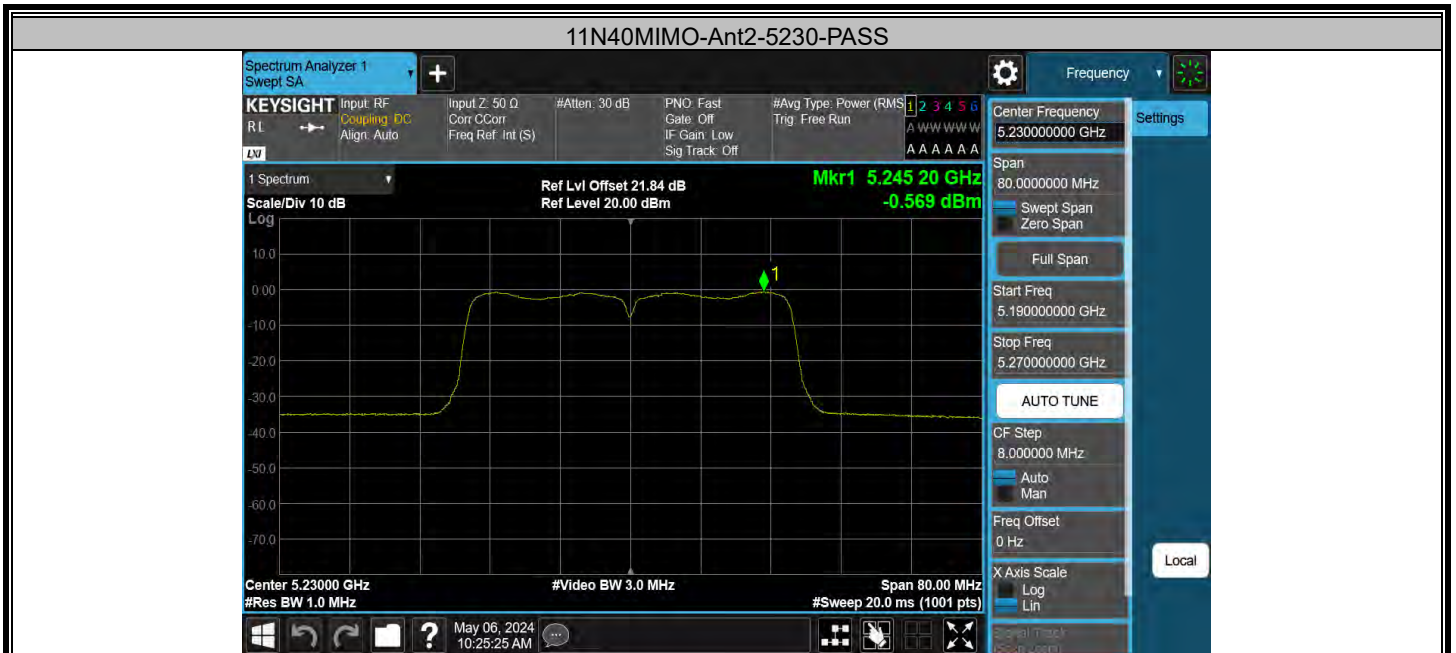 11N40MIMO-Ant2-5230-PASS
Spectrum Analyzer 1
Swept SA
+
Frequency
KEYSIGHT
RL
LXI
Input: RF
Coupling: DC
Align: Auto
Input Z: 50 Ω
Corr CCorr
Freq Ref: Int (S)
#Atten: 30 dB
PNO: Fast
Gate: Off
IF Gain: Low
Sig Track: Off
#Avg Type: Power (RMS
Trig: Free Run
1 2 3 4 5 6
A W W W W W
A A A A A A
1 Spectrum
Scale/Div 10 dB
Log
Ref Lvl Offset 21.84 dB
Ref Level 20.00 dBm
Mkr1 5.245 20 GHz
-0.569 dBm
10.0
0.00
-10.0
-20.0
-30.0
-40.0
-50.0
-60.0
-70.0
1
Center 5.23000 GHz
#Res BW 1.0 MHz
#Video BW 3.0 MHz
Span 80.00 MHz
#Sweep 20.0 ms (1001 pts)
Center Frequency
5.230000000 GHz
Settings
Span
80.0000000 MHz
Swept Span
Zero Span
Full Span
Start Freq
5.190000000 GHz
Stop Freq
5.270000000 GHz
AUTO TUNE
CF Step
8.000000 MHz
Auto
Man
Freq Offset
0 Hz
X Axis Scale
Log
Lin
Local
Signal Track
?
May 06, 2024
10:25:25 AM